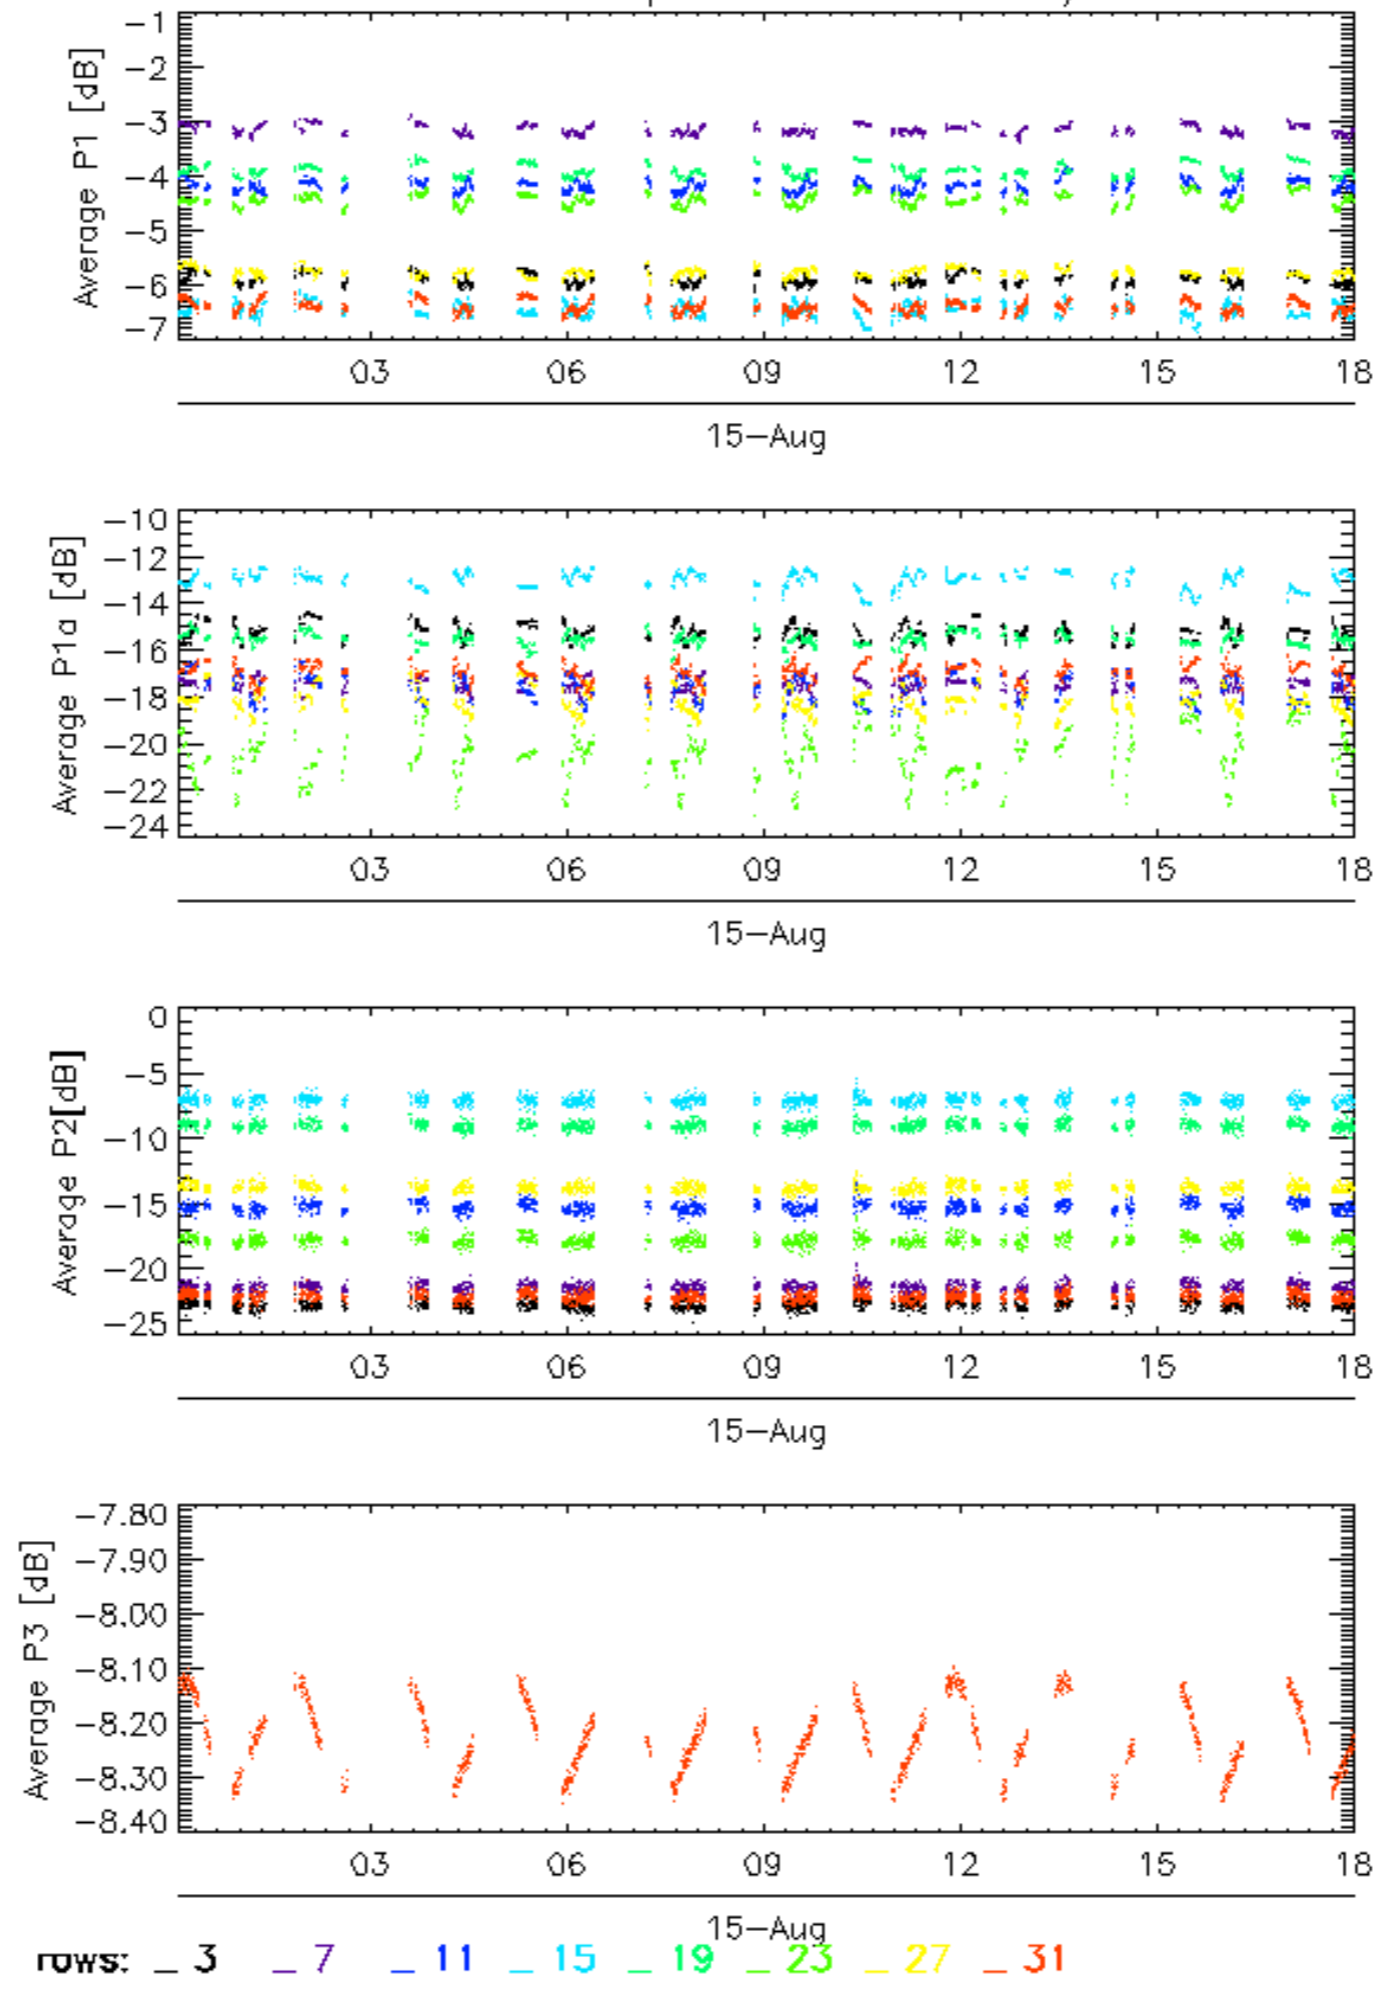 Average P1 [dB]
−1
−2
−3
−4
−5
−6
−7
03 06 09 12 15 18
15−Aug
Average P1a [dB]
−10
−12
−14
−16
−18
−20
−22
−24
03 06 09 12 15 18
15−Aug
Average P2[dB]
0
−5
−10
−15
−20
−25
03 06 09 12 15 18
15−Aug
Average P3 [dB]
−7.80
−7.90
−8.00
−8.10
−8.20
−8.30
−8.40
03 06 09 12 15 18
15−Aug
rows: _ 3 _ 7 _ 11 _ 15 _ 19 _ 23 _ 27 _ 31